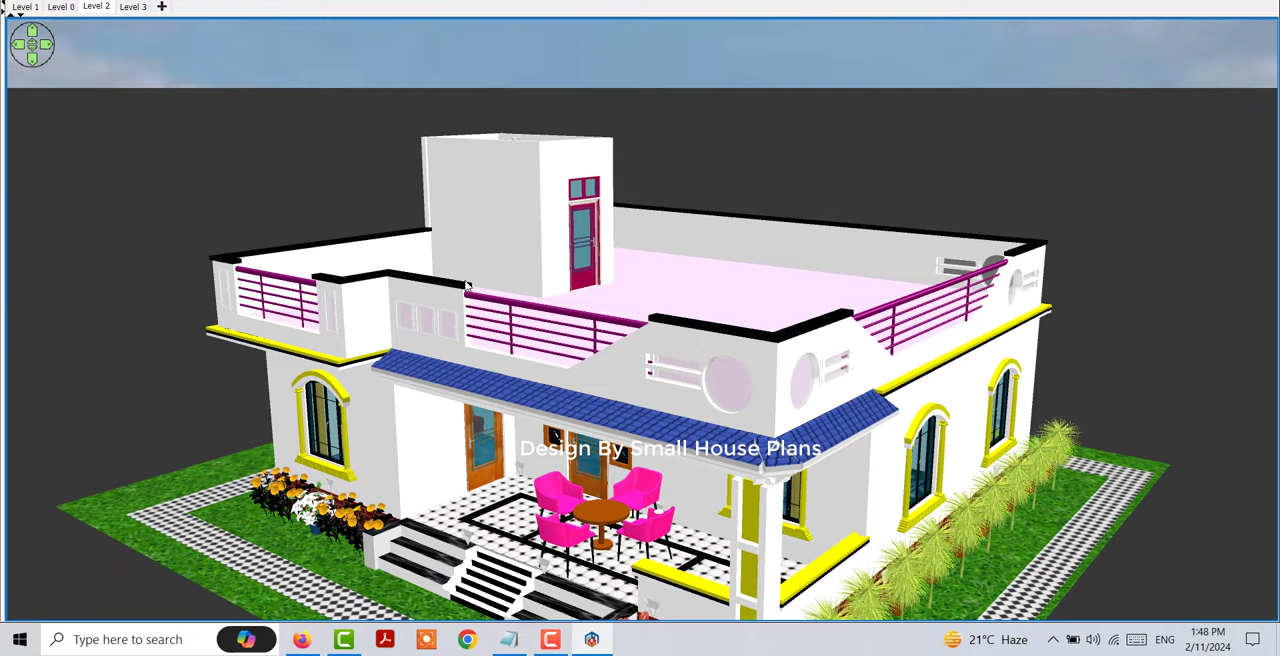 Level 1 Level 0 Level 2 Level 3
Design By Small House Plans
Type here to search
21°C Haze
ENG
1:48 PM
2/11/2024